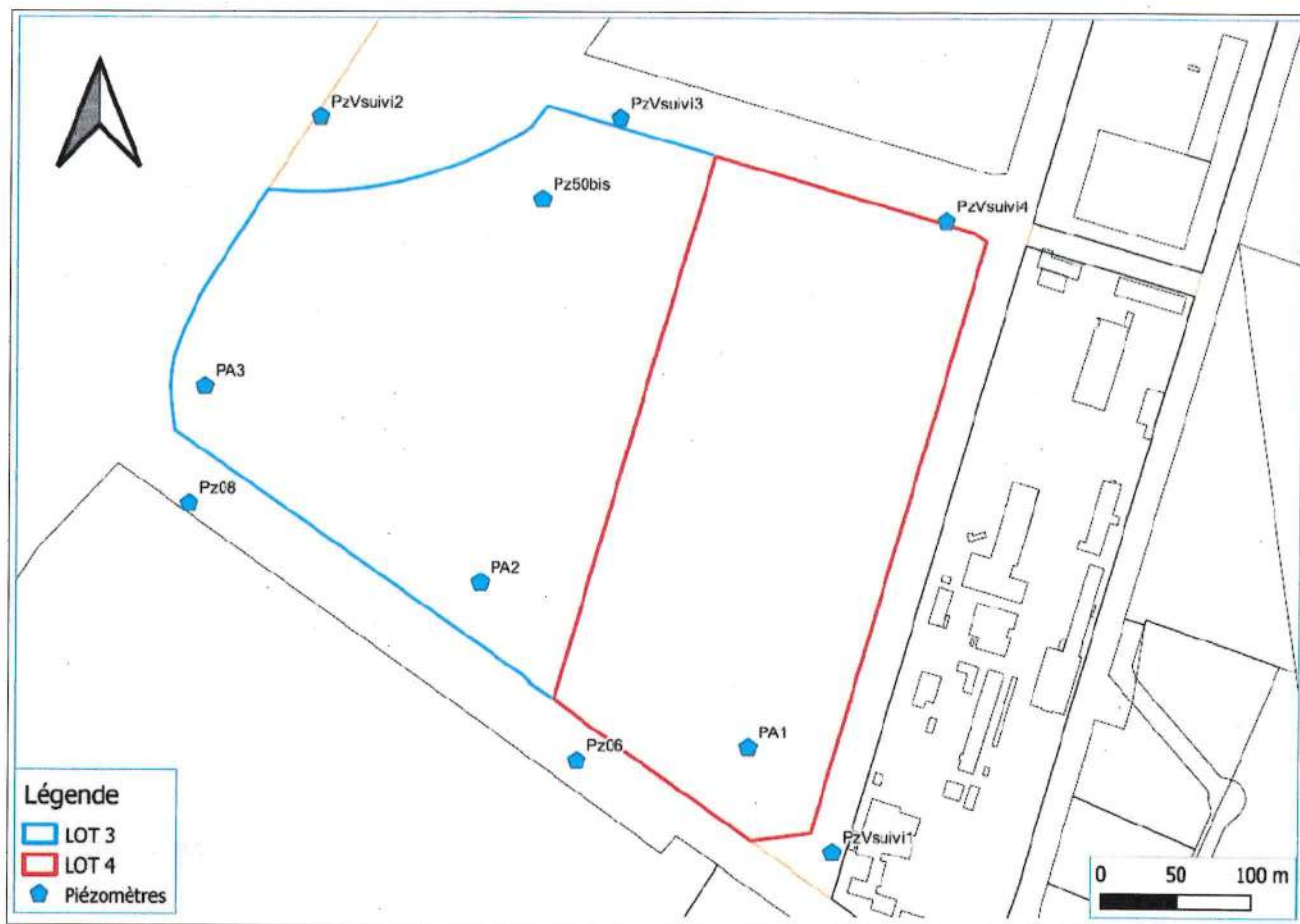 PzVsuivi2
PzVsuivi3
Pz50bis
PzVsuivi4
PA3
Pz08
PA2
PA1
Pz06
PzVsuivi1
Légende
LOT 3
LOT 4
Piézomètres
0 50 100 m